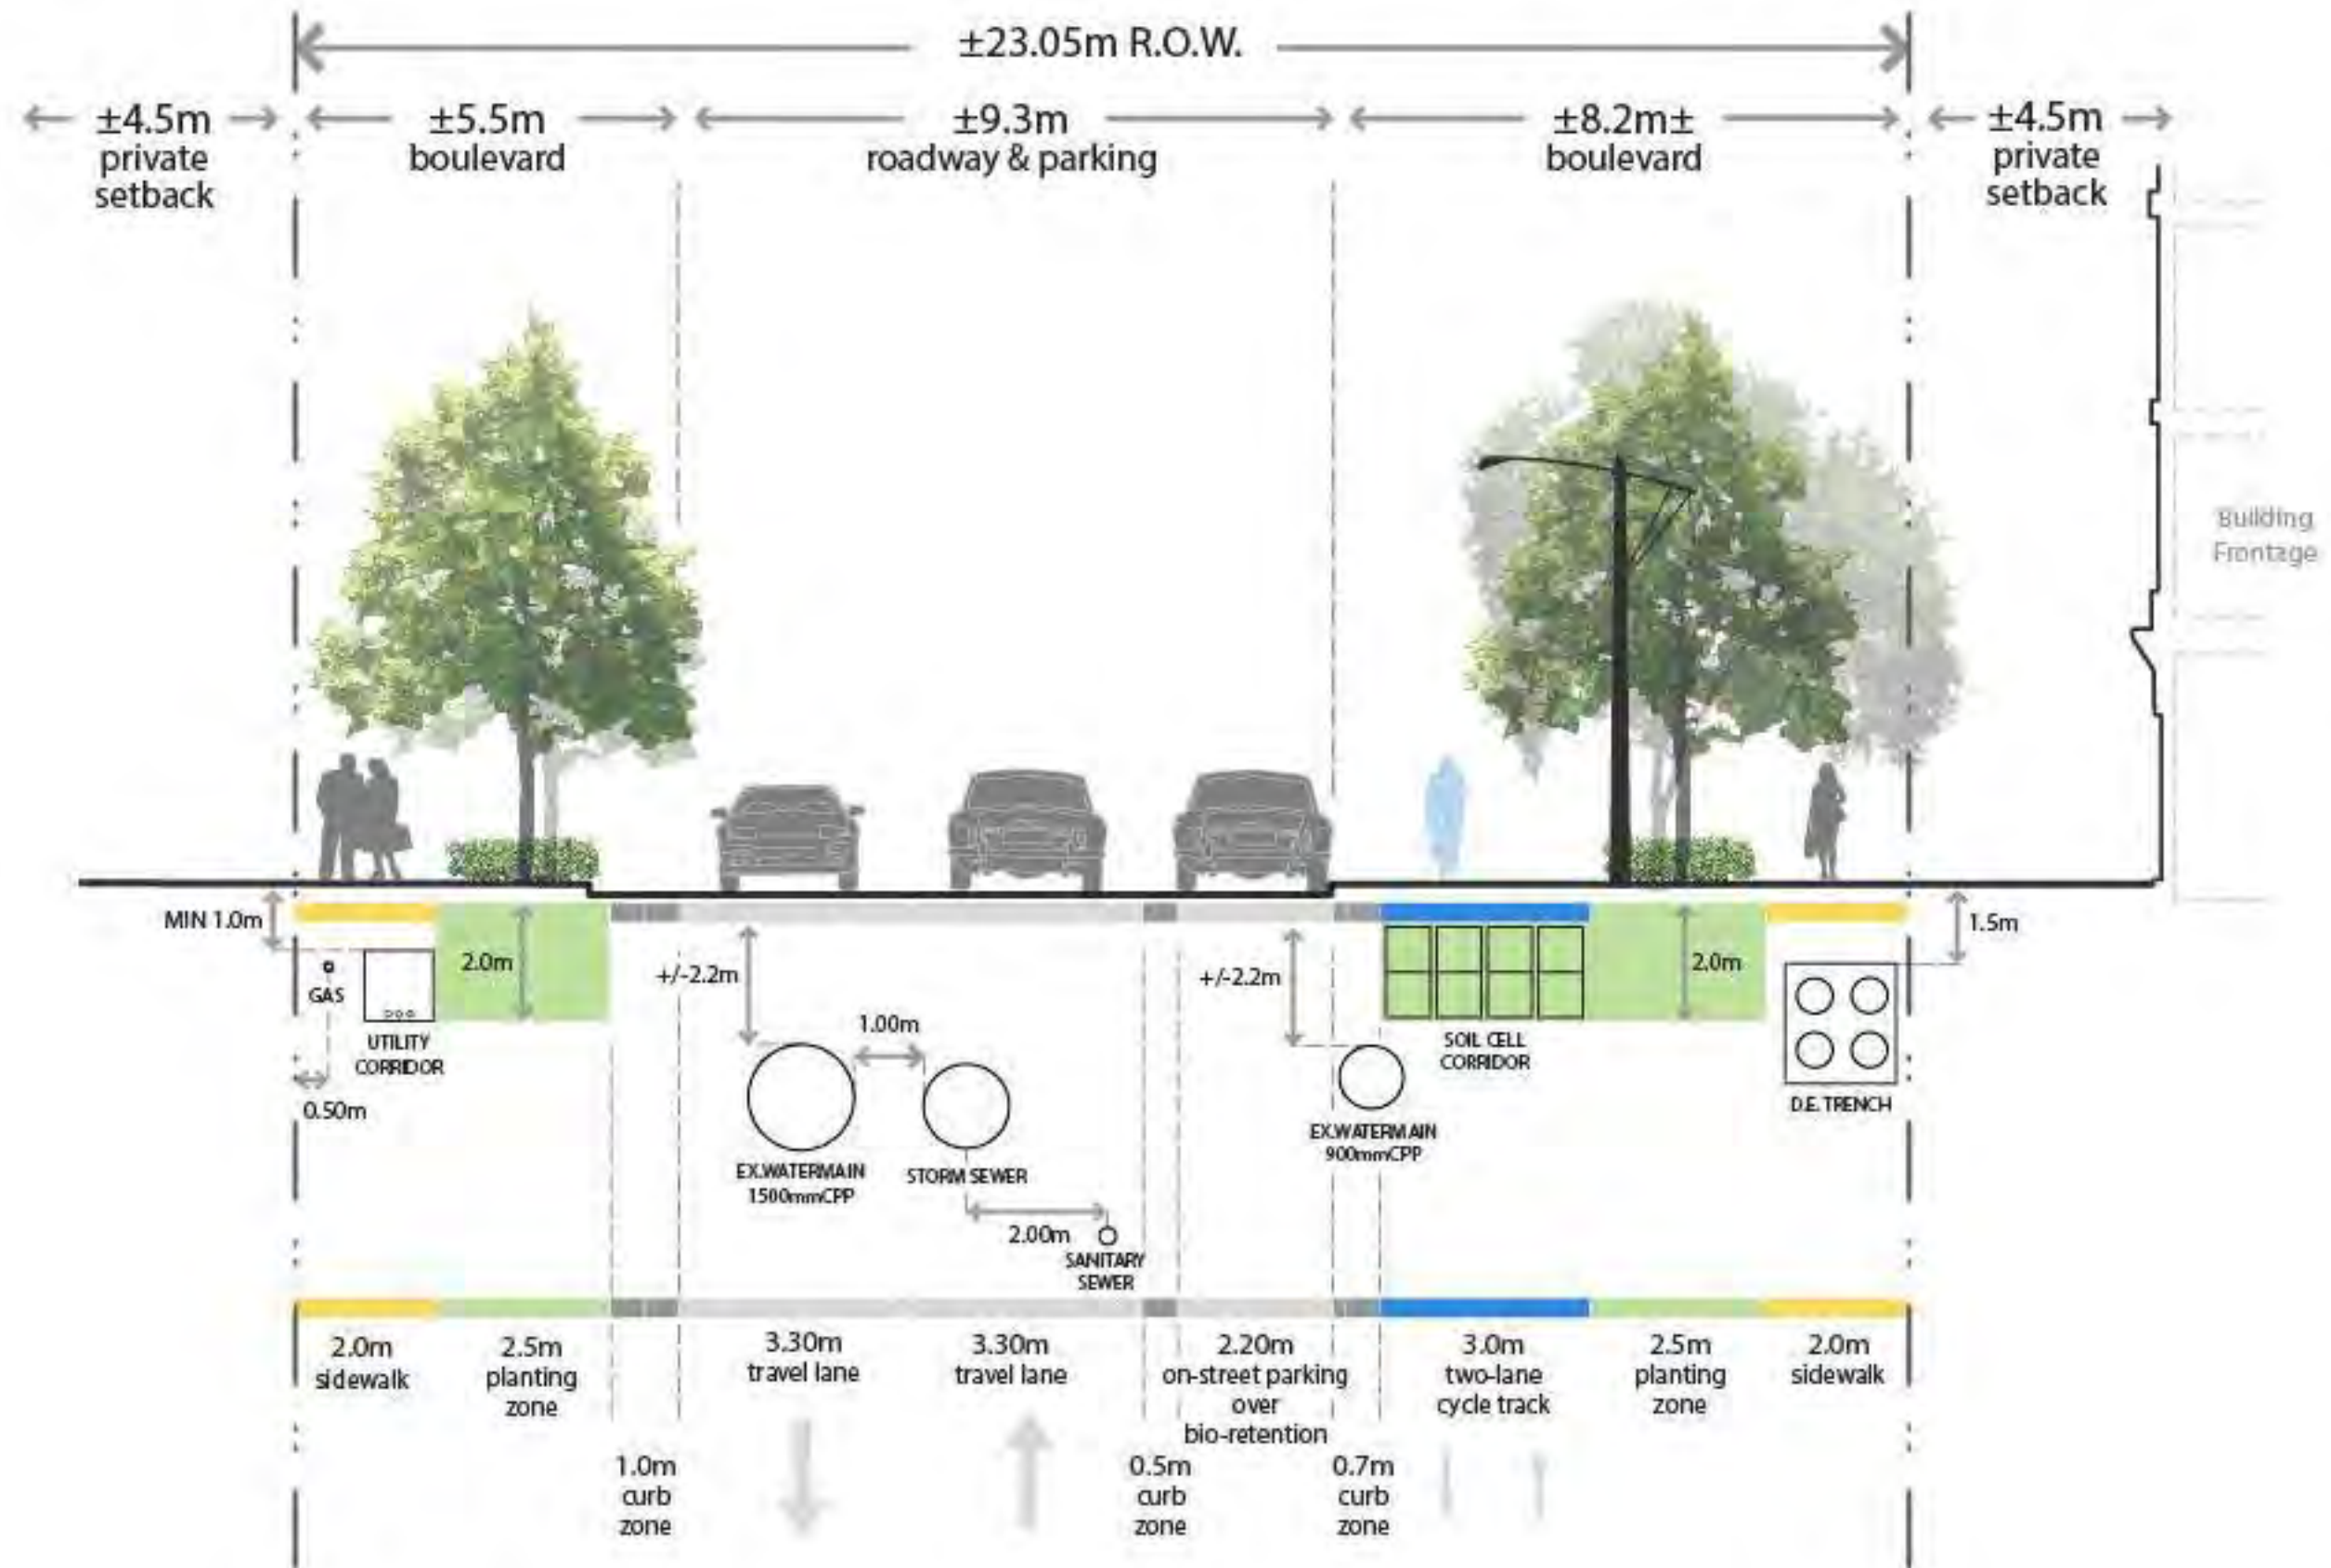 ±23.05m R.O.W.
±4.5m
private
setback
±5.5m
boulevard
±9.3m
roadway & parking
±8.2m±
boulevard
±4.5m
private
setback
Building
Frontage
MIN 1.0m
GAS
0.50m
UTILITY
CORRIDOR
2.0m
+/-2.2m
1.00m
EX.WATERMAIN
1500mmCPP
STORM SEWER
2.00m
SANITARY
SEWER
+/-2.2m
EX.WATERMAIN
900mmCPP
SOIL CELL
CORRIDOR
2.0m
1.5m
D.E. TRENCH
2.0m
sidewalk
2.5m
planting
zone
1.0m
curb
zone
3.30m
travel lane
3.30m
travel lane
0.5m
curb
zone
2.20m
on-street parking
over
bio-retention
0.7m
curb
zone
3.0m
two-lane
cycle track
2.5m
planting
zone
2.0m
sidewalk